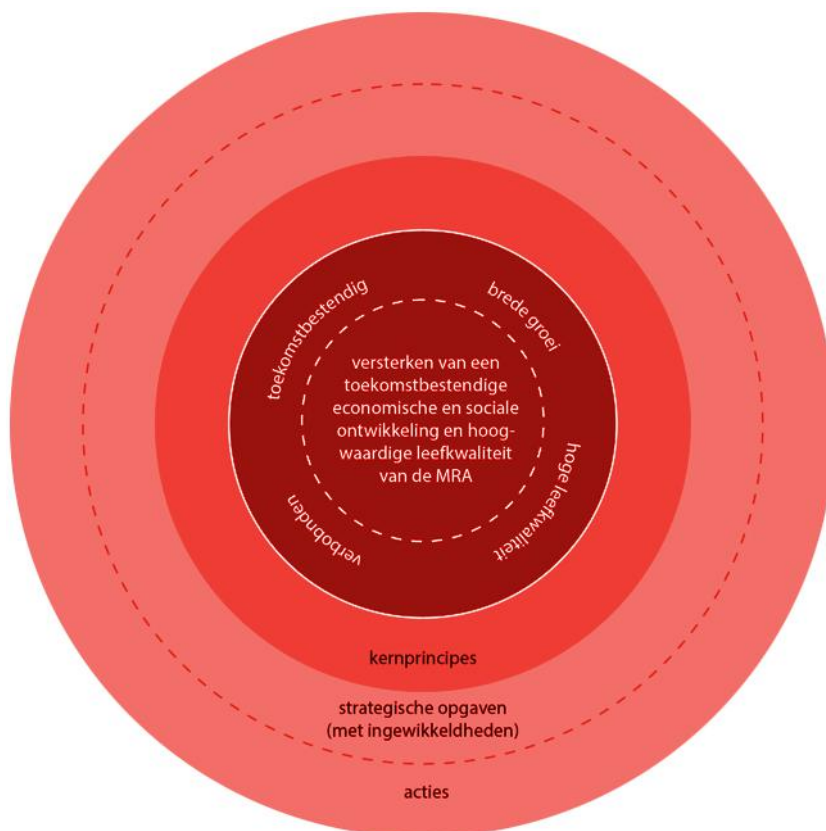 toekomstbestendig
brede groei
versterken van een
toekomstbestendige
economische en sociale
ontwikkeling en hoog-
waardige leefkwaliteit
van de MRA
hoge leefkwaliteit
verbobnden
kernprincipes
strategische opgaven
(met ingewikkeldheden)
acties